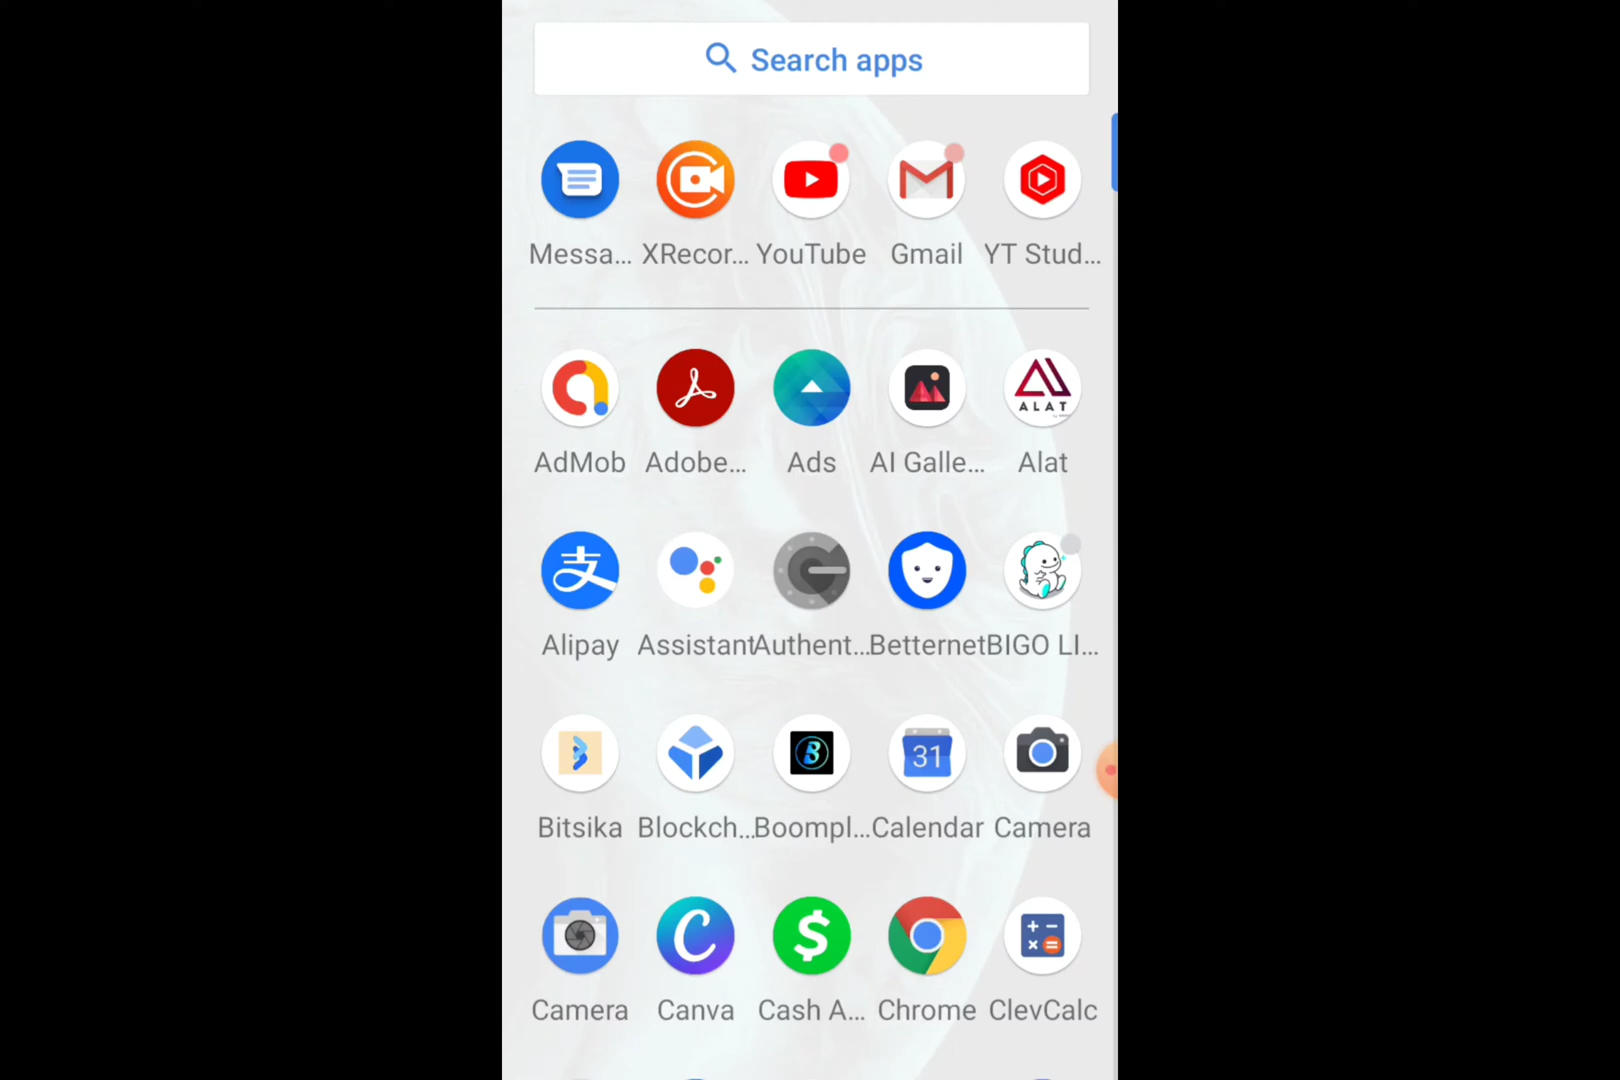 Search apps
Messa... XRecor... YouTube Gmail YT Stud...
AdMob Adobe... Ads AI Galle... Alat
ALAT
Alipay Assistant Authent... Betternet BIGO LI...
支
31
Bitsika Blockch... Boompl... Calendar Camera
Camera Canva Cash A... Chrome ClevCalc